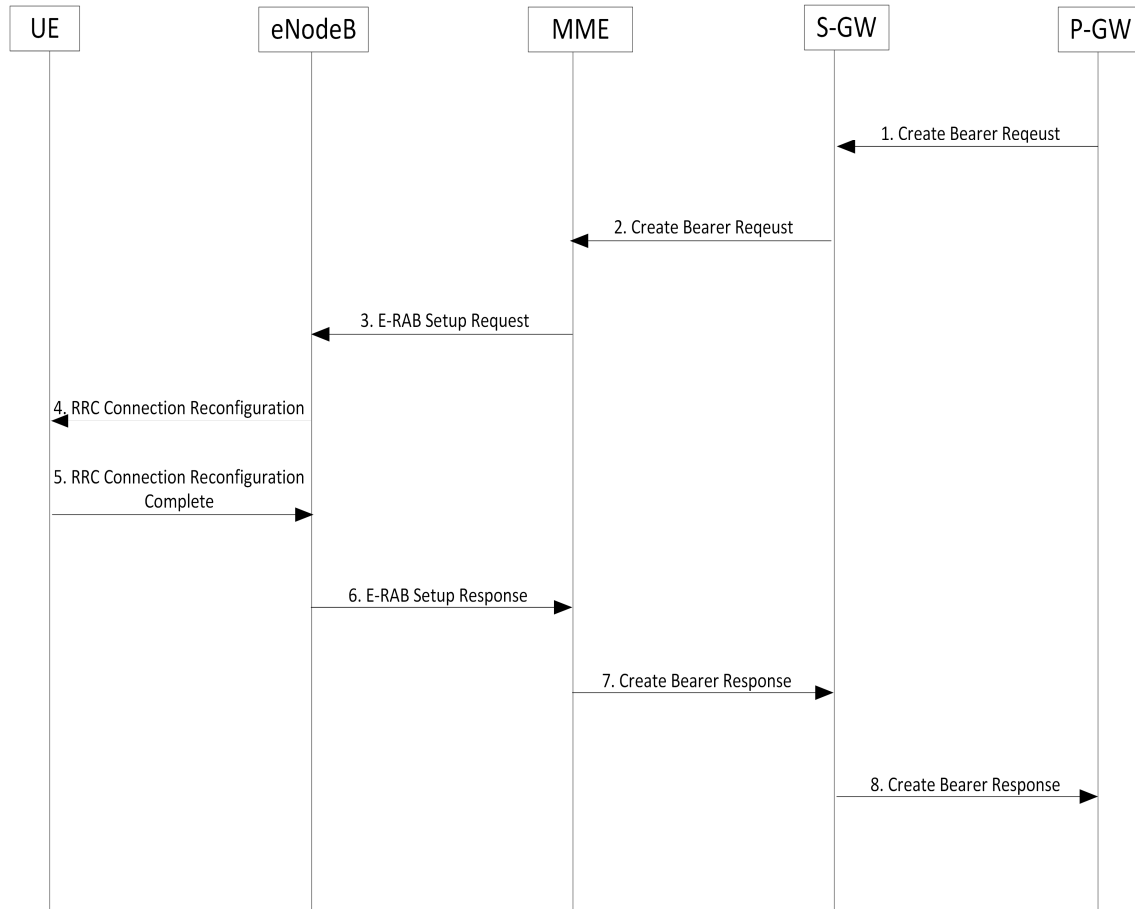 UE
eNodeB
MME
S-GW
P-GW
1. Create Bearer Reqeust
2. Create Bearer Reqeust
3. E-RAB Setup Request
4. RRC Connection Reconfiguration
5. RRC Connection Reconfiguration
Complete
6. E-RAB Setup Response
7. Create Bearer Response
8. Create Bearer Response